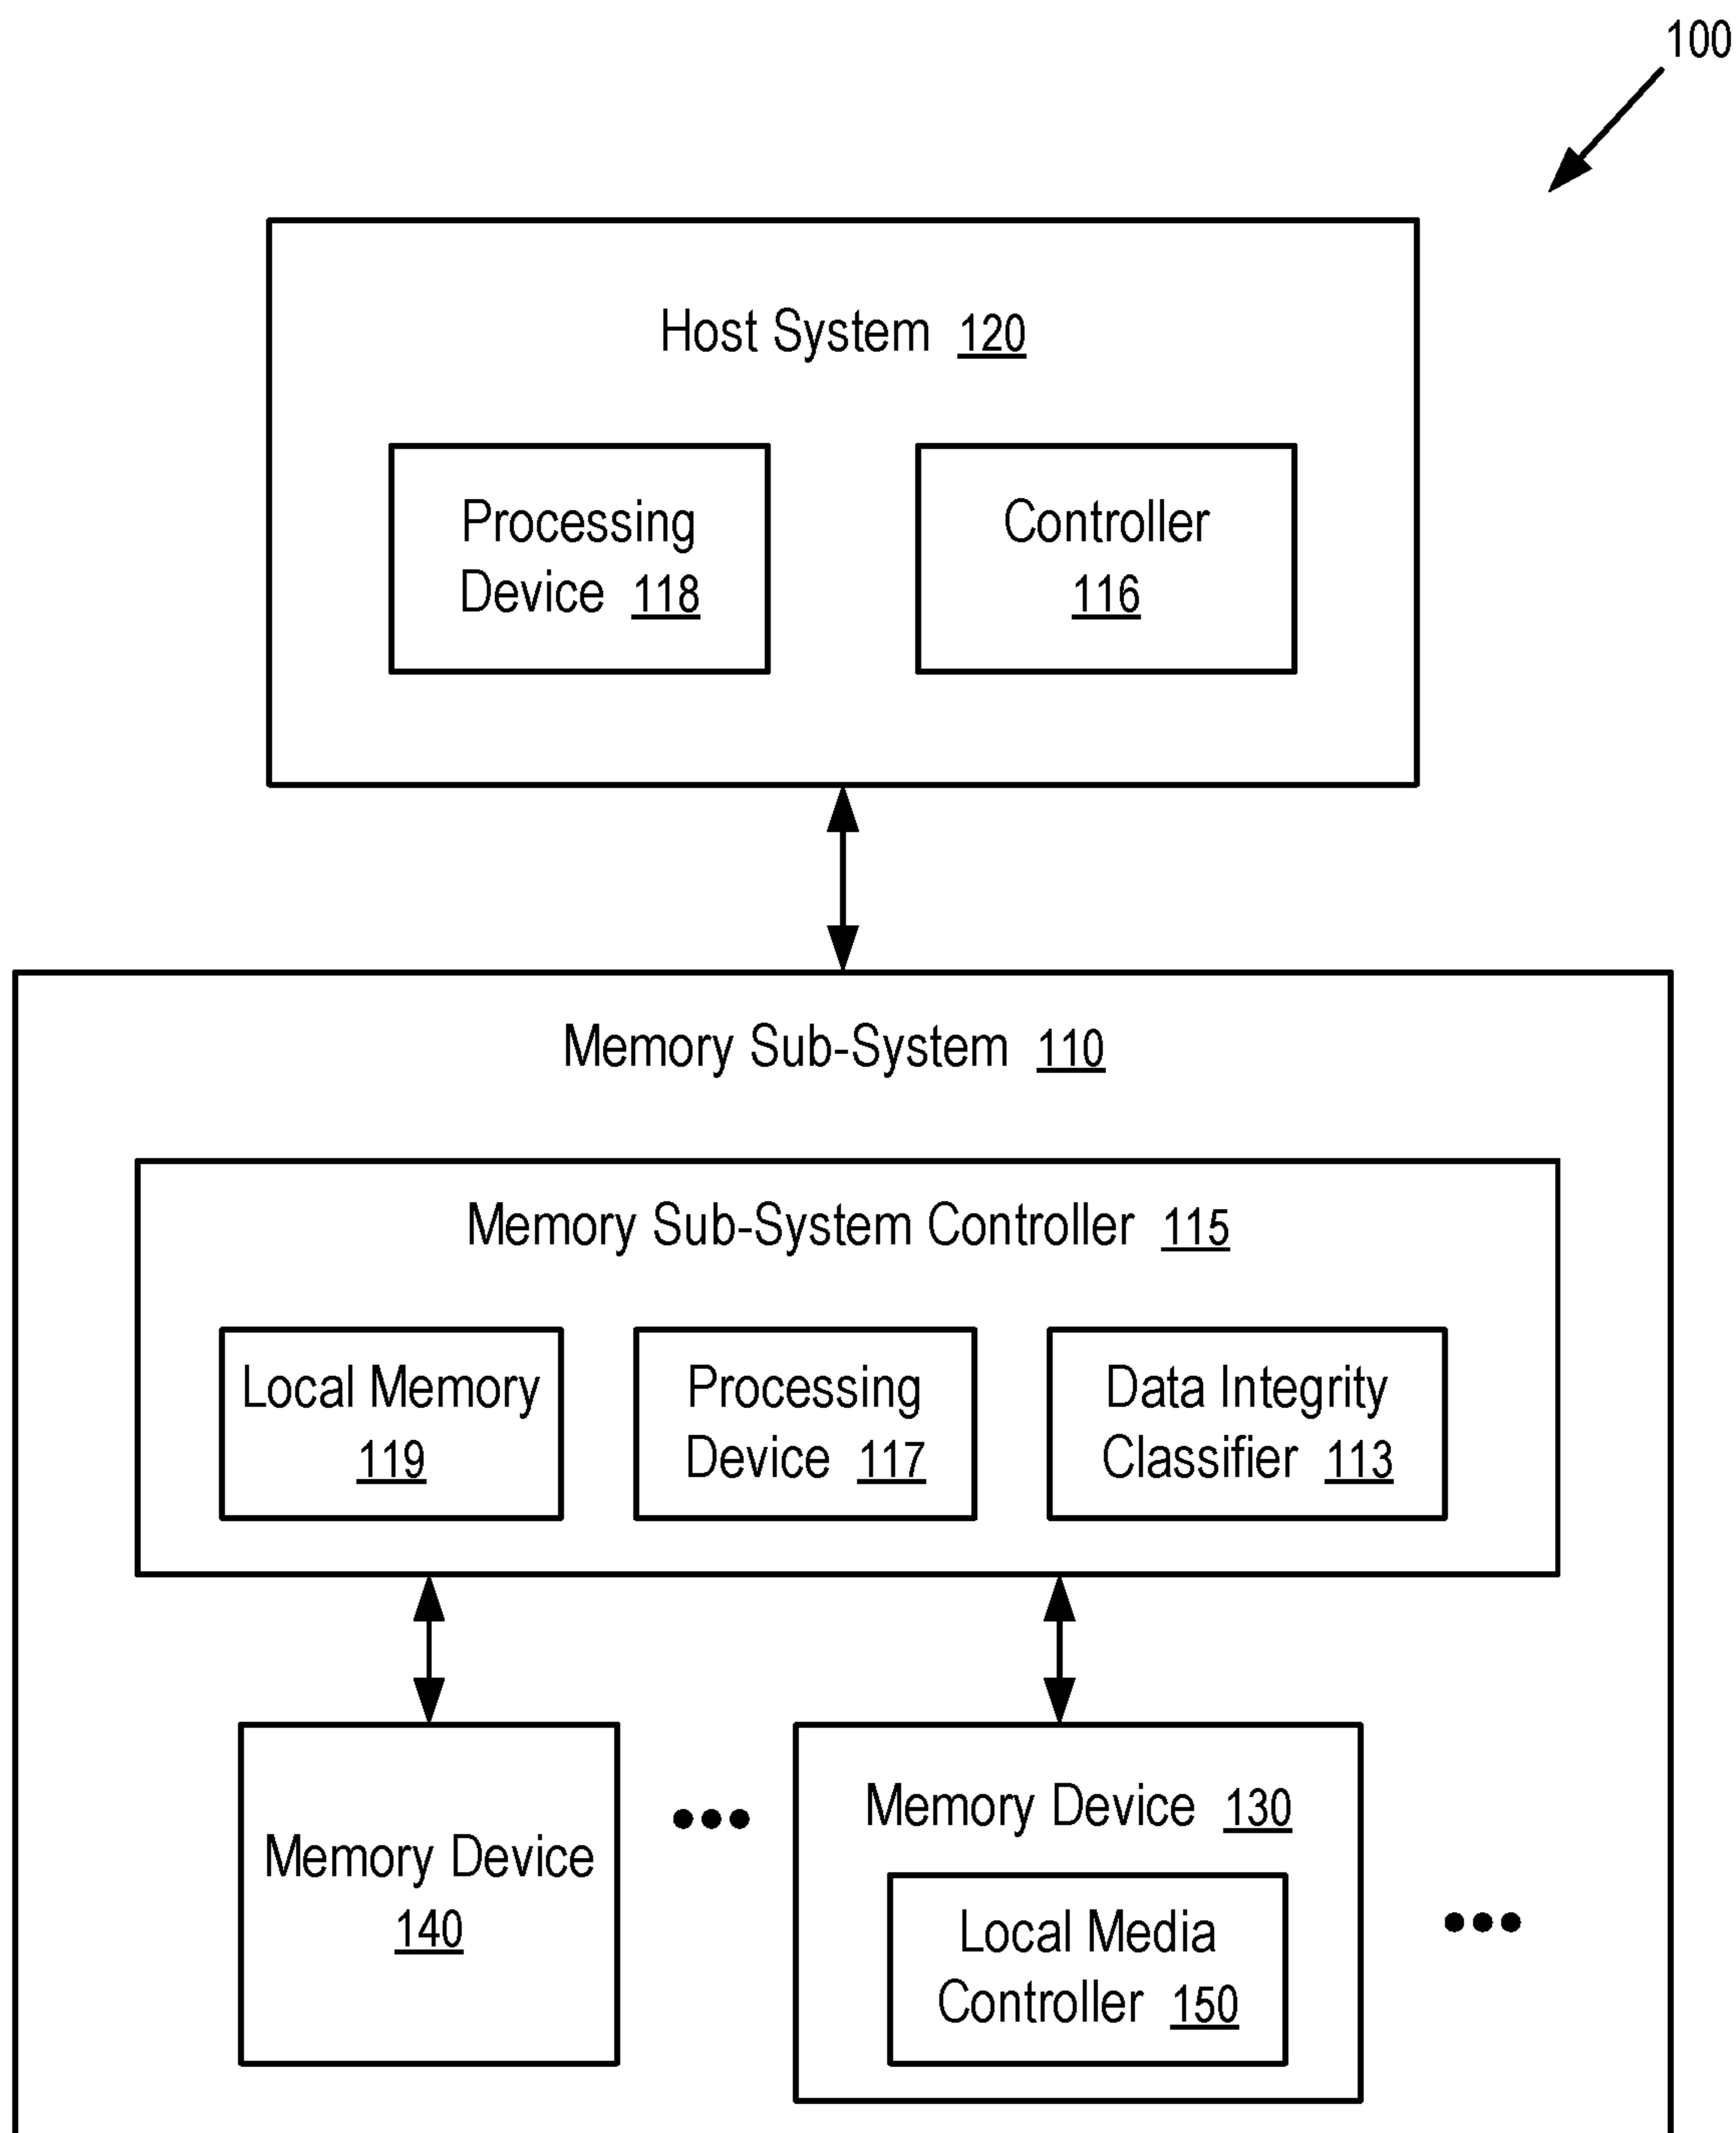 100
Host System 120
Processing
Device 118
Controller
116
Memory Sub-System 110
Memory Sub-System Controller 115
Local Memory
119
Processing
Device 117
Data Integrity
Classifier 113
Memory Device
140
Memory Device 130
Local Media
Controller 150